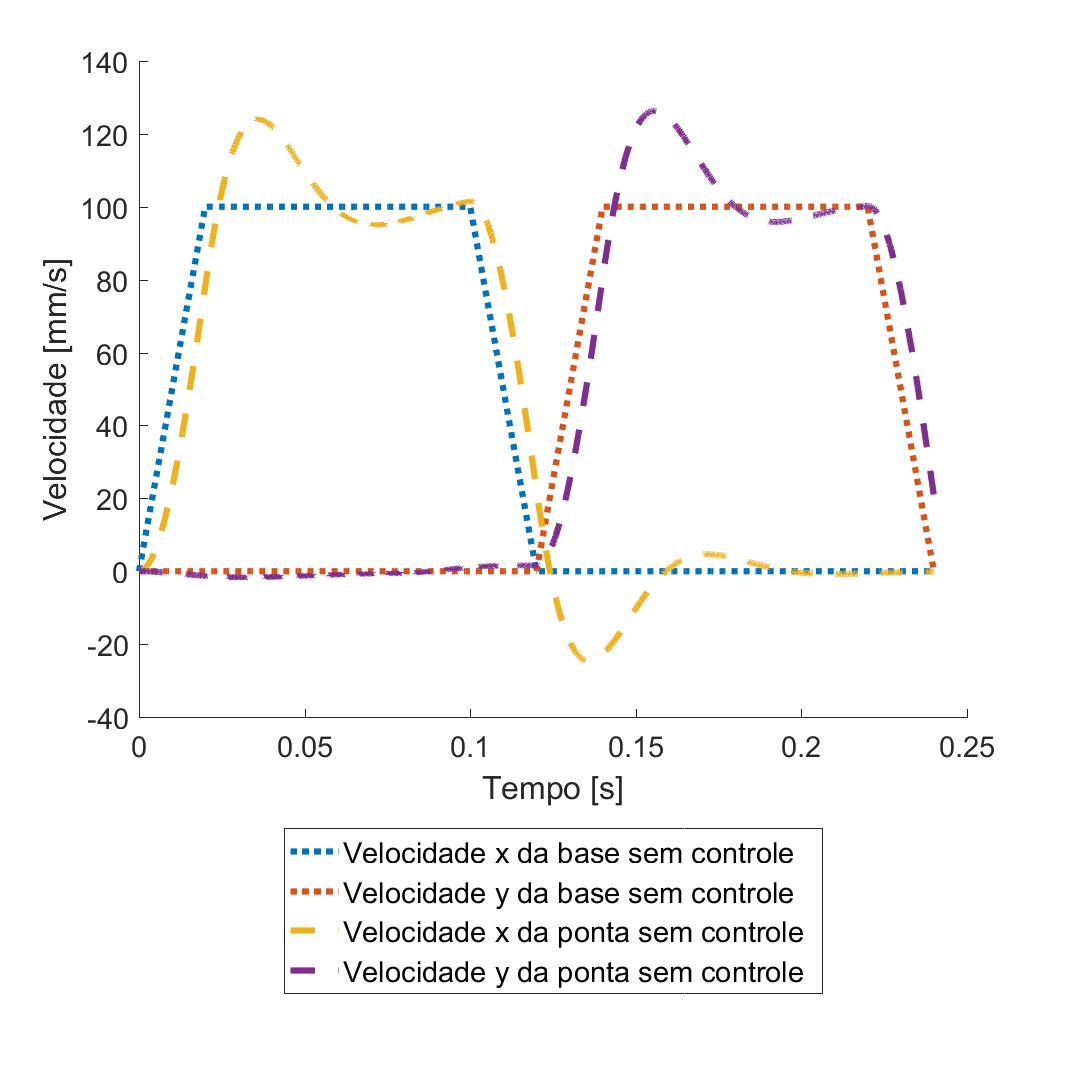 140
120
100
80
60
40
20
0
-20
-40
Velocidade [mm/s]
0 0.05 0.1 0.15 0.2 0.25
Tempo [s]
Velocidade x da base sem controle
Velocidade y da base sem controle
Velocidade x da ponta sem controle
Velocidade y da ponta sem controle